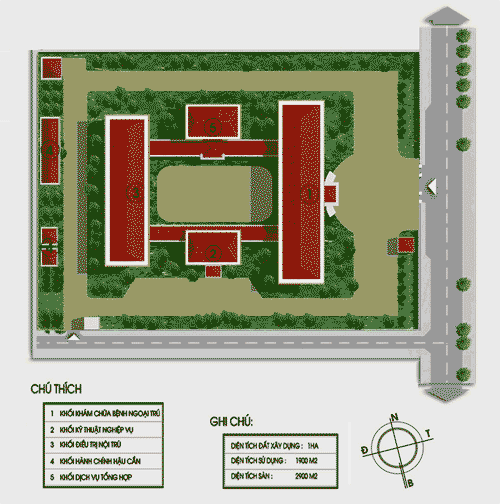 CHÚ THÍCH
1 KHỐI KHÁM CHỮA BỆNH NGOẠI TRÚ
2 KHỐI KỸ THUẬT NGHIỆP VỤ
3 KHỐI ĐIỀU TRỊ NỘI TRÚ
4 KHỐI HÀNH CHÍNH HẬU CẦN
5 KHỐI DỊCH VỤ TỔNG HỢP
GHI CHÚ:
DIỆN TÍCH ĐẤT XÂY DỰNG : 1HA
DIỆN TÍCH SỬ DỤNG : 1900 M2
DIỆN TÍCH SÀN : 2900 M2
N
T
Đ
B